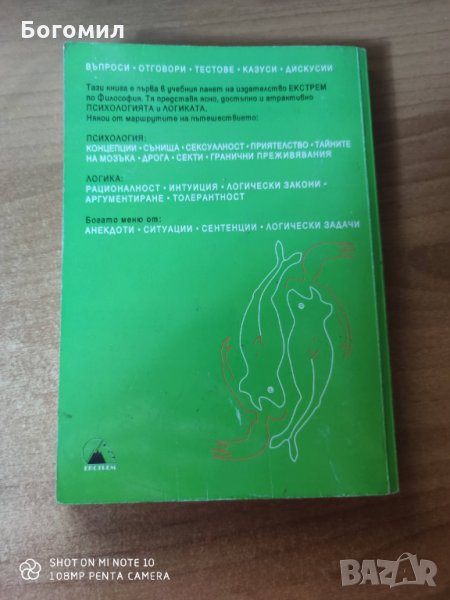 Богомил
ВЪПРОСИ • ОТГОВОРИ • ТЕСТОВЕ • КАЗУСИ • ДИСКУСИИ
Тази книга е първа в учебния пакет на издателство ЕКСТРЕМ
по Философия. Тя представя ясно, достъпно и атрактивно
ПСИХОЛОГИЯТА и ЛОГИКАТА.
Някои от маршрутите на пътешествието:
ПСИХОЛОГИЯ:
КОНЦЕПЦИИ • СЪНИЩА • СЕКСУАЛНОСТ • ПРИЯТЕЛСТВО • ТАЙНИТЕ
НА МОЗЪКА • ДРОГА • СЕКТИ • ГРАНИЧНИ ПРЕЖИВЯВАНИЯ
ЛОГИКА:
РАЦИОНАЛНОСТ • ИНТУИЦИЯ • ЛОГИЧЕСКИ ЗАКОНИ •
АРГУМЕНТИРАНЕ • ТОЛЕРАНТНОСТ
Богато меню от:
АНЕКДОТИ • СИТУАЦИИ • СЕНТЕНЦИИ • ЛОГИЧЕСКИ ЗАДАЧИ
ЕКСТРЕМ
SHOT ON MI NOTE 10
108MP PENTA CAMERA
BAZAR